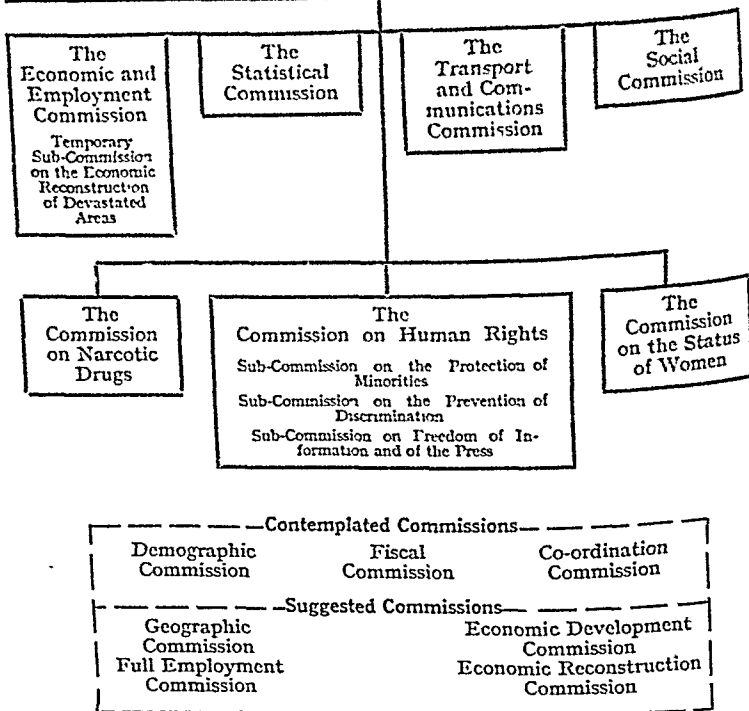 The
Economic and
Employment
Commission
Temporary
Sub-Commission
on the Economic
Reconstruction
of Devastated
Areas
The
Statistical
Commission
The
Transport
and Com-
munications
Commission
The
Social
Commission
The
Commission
on Narcotic
Drugs
The
Commission on Human Rights
Sub-Commission on the Protection of
Minorities
Sub-Commission on the Prevention of
Discrimination
Sub-Commission on Freedom of In-
formation and of the Press
The
Commission
on the Status
of Women
Contemplated Commissions
Demographic
Commission
Fiscal
Commission
Co-ordination
Commission
Suggested Commissions
Geographic
Commission
Full Employment
Commission
Economic Development
Commission
Economic Reconstruction
Commission